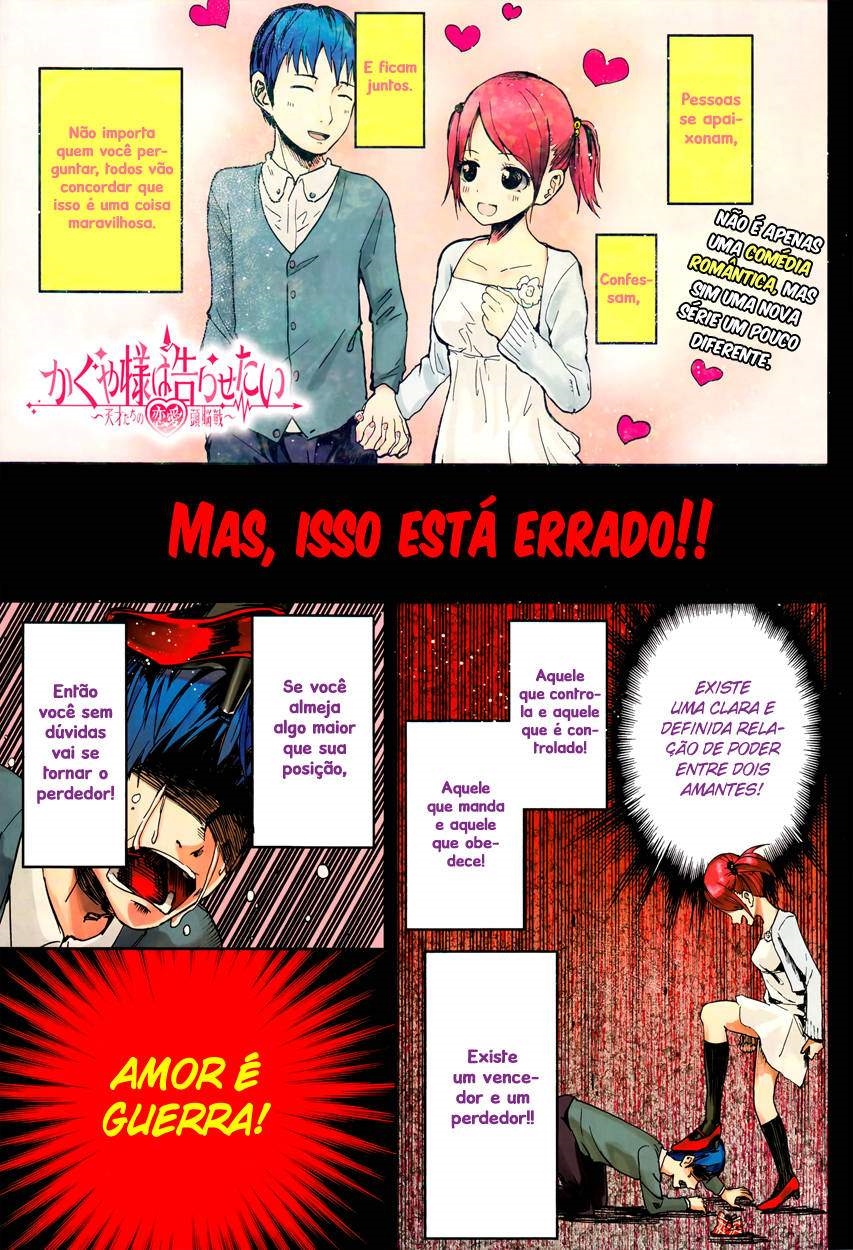 Pessoas
se apai-
xonam,
NÃO É APENAS
UMA COMÉDIA
ROMÂNTICA, MAS
SIM UMA NOVA
SÉRIE UM POUCO
DIFERENTE.
Confes-
sam,
E ficam
juntos.
Não importa
quem você per-
guntar, todos vão
concordar que
isso é uma coisa
maravilhosa.
かぐや様は告らせたい
～天才たちの恋愛頭脳戦～
MAS, ISSO ESTÁ ERRADO!!
EXISTE
UMA CLARA E
DEFINIDA RELA-
ÇÃO DE PODER
ENTRE DOIS
AMANTES!
Aquele
que contro-
la e aquele
que é con-
trolado!
Aquele
que manda
e aquele
que obe-
dece!
Existe
um vence-
dor e um
perdedor!!
Se você
almeja
algo maior
que sua
posição,
Então
você sem
dúvidas
vai se
tornar o
perdedor!
AMOR É
GUERRA!